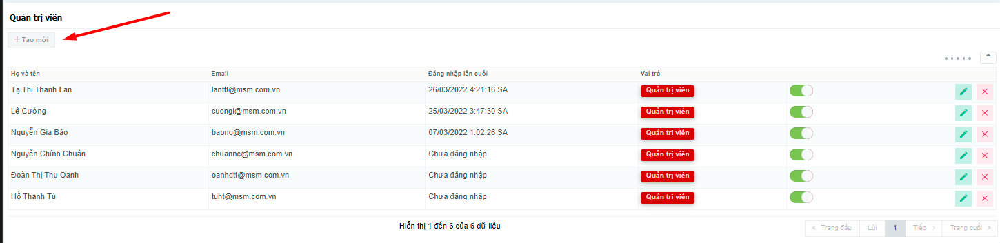 Quản trị viên
+ Tạo mới
Họ và tên Email Đăng nhập lần cuối Vai trò
Tạ Thị Thanh Lan lanttt@msm.com.vn 26/03/2022 4:21:16 SA Quản trị viên
Lê Cường cuongl@msm.com.vn 25/03/2022 3:47:30 SA Quản trị viên
Nguyễn Gia Bảo baong@msm.com.vn 07/03/2022 1:02:26 SA Quản trị viên
Nguyễn Chính Chuẩn chuannc@msm.com.vn Chưa đăng nhập Quản trị viên
Đoàn Thị Thu Oanh oanhdtt@msm.com.vn Chưa đăng nhập Quản trị viên
Hồ Thanh Tú tuht@msm.com.vn Chưa đăng nhập Quản trị viên
Hiển thị 1 đến 6 của 6 dữ liệu « Trang đầu Lùi 1 Tiếp › Trang cuối »